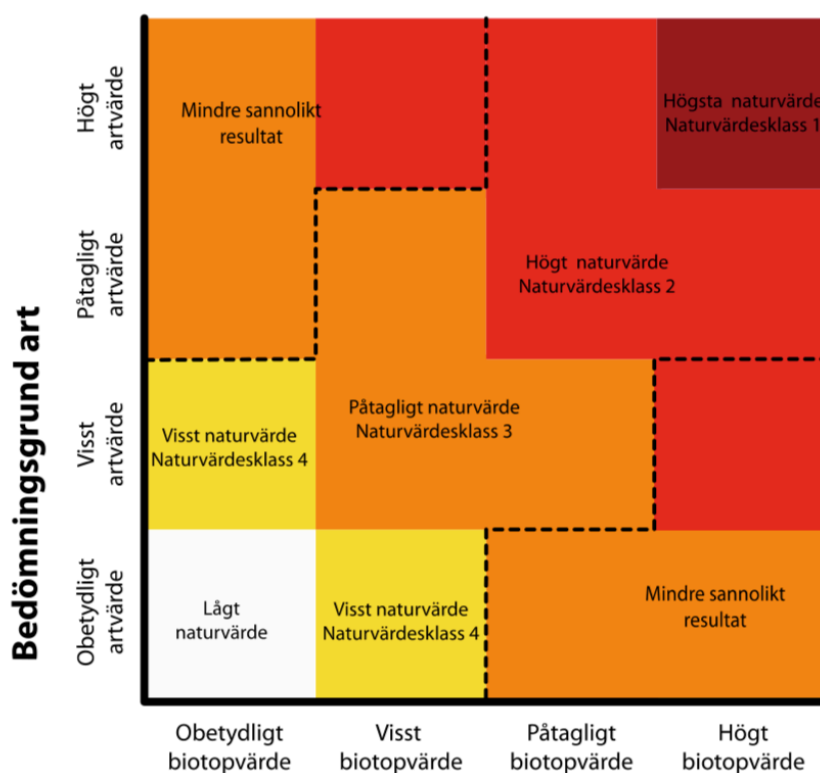 Bedömningsgrund art
Högt
artvärde
Påtagligt
artvärde
Visst
artvärde
Obetydligt
artvärde
Mindre sannolikt
resultat
Högsta naturvärde
Naturvärdesklass 1
Högt naturvärde
Naturvärdesklass 2
Påtagligt naturvärde
Naturvärdesklass 3
Visst naturvärde
Naturvärdesklass 4
Lågt
naturvärde
Visst naturvärde
Naturvärdesklass 4
Mindre sannolikt
resultat
Obetydligt
biotopvärde
Visst
biotopvärde
Påtagligt
biotopvärde
Högt
biotopvärde